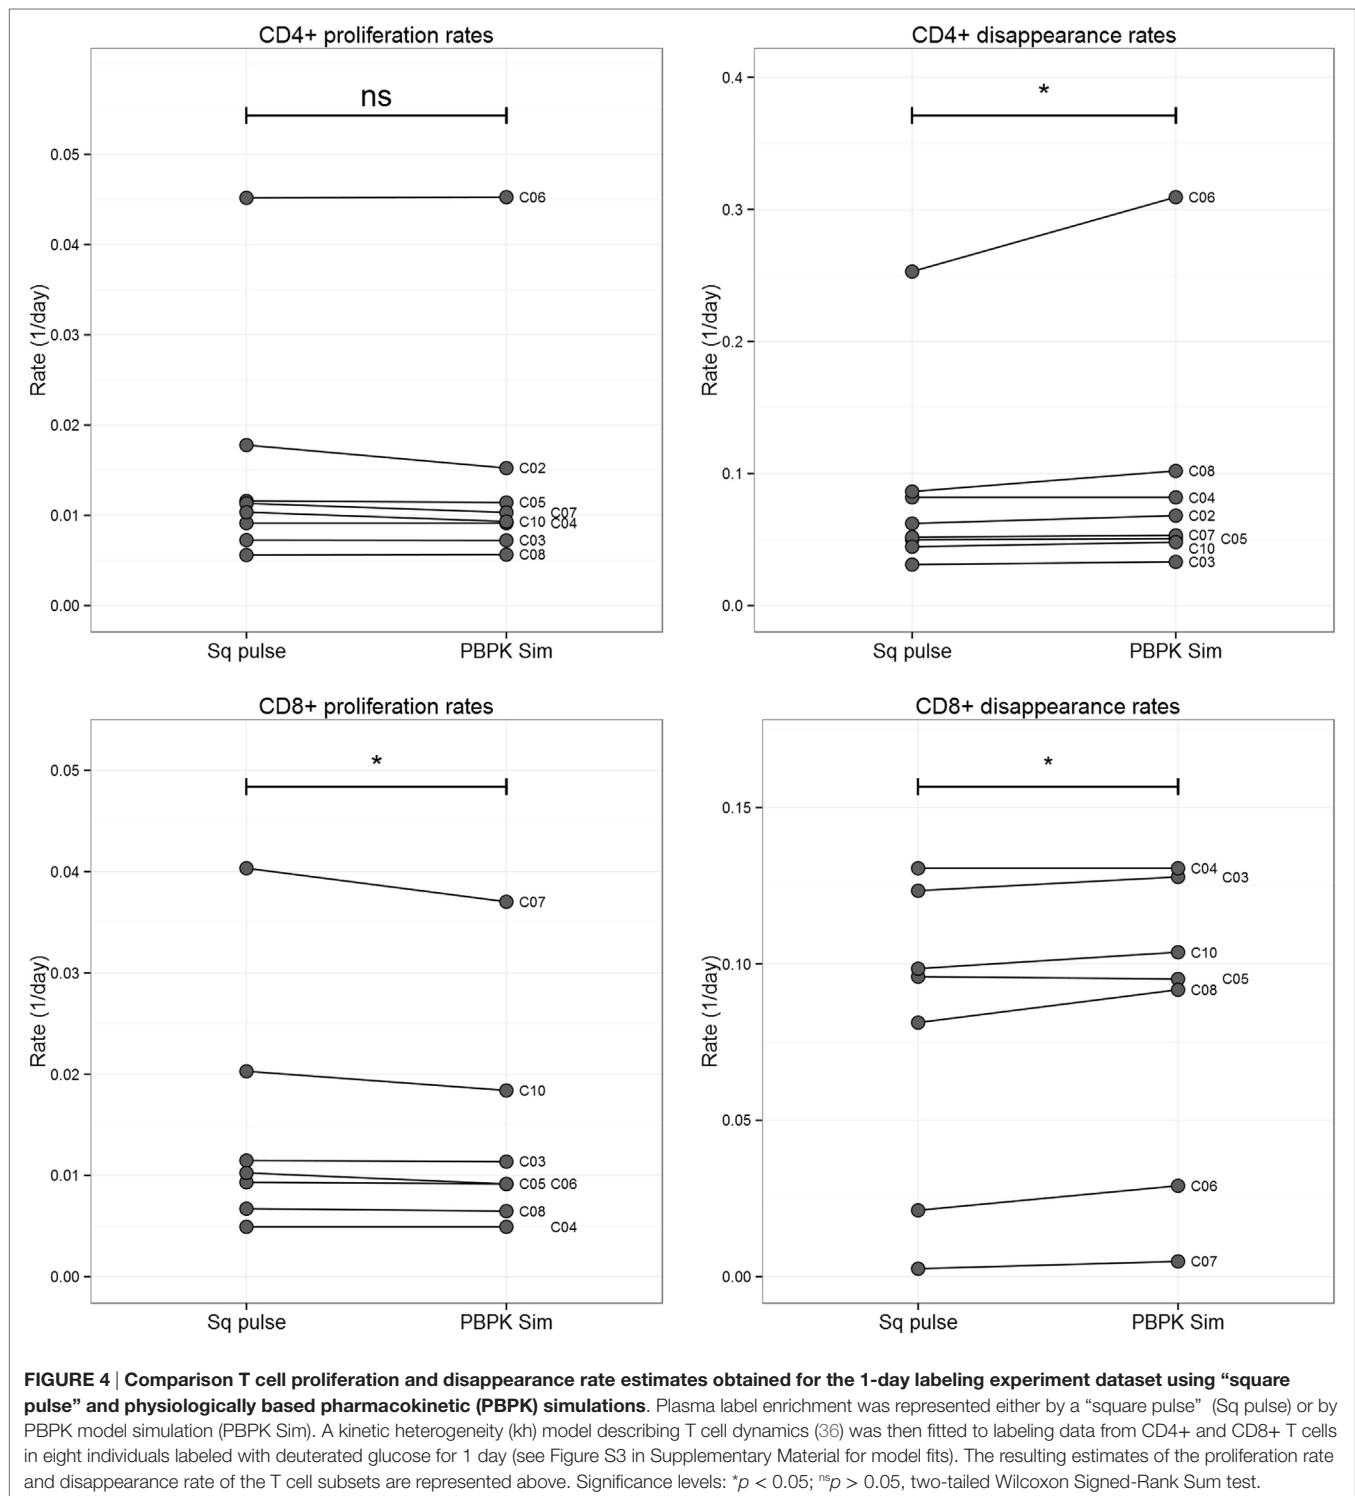 CD4+ proliferation rates
ns
0.05
0.04
0.03
0.02
0.01
0.00
Rate (1/day)
C06
C02
C05
C07
C10 C04
C03
C08
Sq pulse PBPK Sim
CD4+ disappearance rates
*
0.4
0.3
0.2
0.1
0.0
Rate (1/day)
C06
C08
C04
C02
C07 C05
C10
C03
Sq pulse PBPK Sim
CD8+ proliferation rates
*
0.05
0.04
0.03
0.02
0.01
0.00
Rate (1/day)
C07
C10
C03
C05 C06
C08
C04
Sq pulse PBPK Sim
CD8+ disappearance rates
*
0.15
0.10
0.05
0.00
Rate (1/day)
C04
C03
C10
C05
C08
C06
C07
Sq pulse PBPK Sim
FIGURE 4 | Comparison T cell proliferation and disappearance rate estimates obtained for the 1-day labeling experiment dataset using “square
pulse” and physiologically based pharmacokinetic (PBPK) simulations. Plasma label enrichment was represented either by a “square pulse” (Sq pulse) or by
PBPK model simulation (PBPK Sim). A kinetic heterogeneity (kh) model describing T cell dynamics (36) was then fitted to labeling data from CD4+ and CD8+ T cells
in eight individuals labeled with deuterated glucose for 1 day (see Figure S3 in Supplementary Material for model fits). The resulting estimates of the proliferation rate
and disappearance rate of the T cell subsets are represented above. Significance levels: *p < 0.05; ⁿˢp > 0.05, two-tailed Wilcoxon Signed-Rank Sum test.